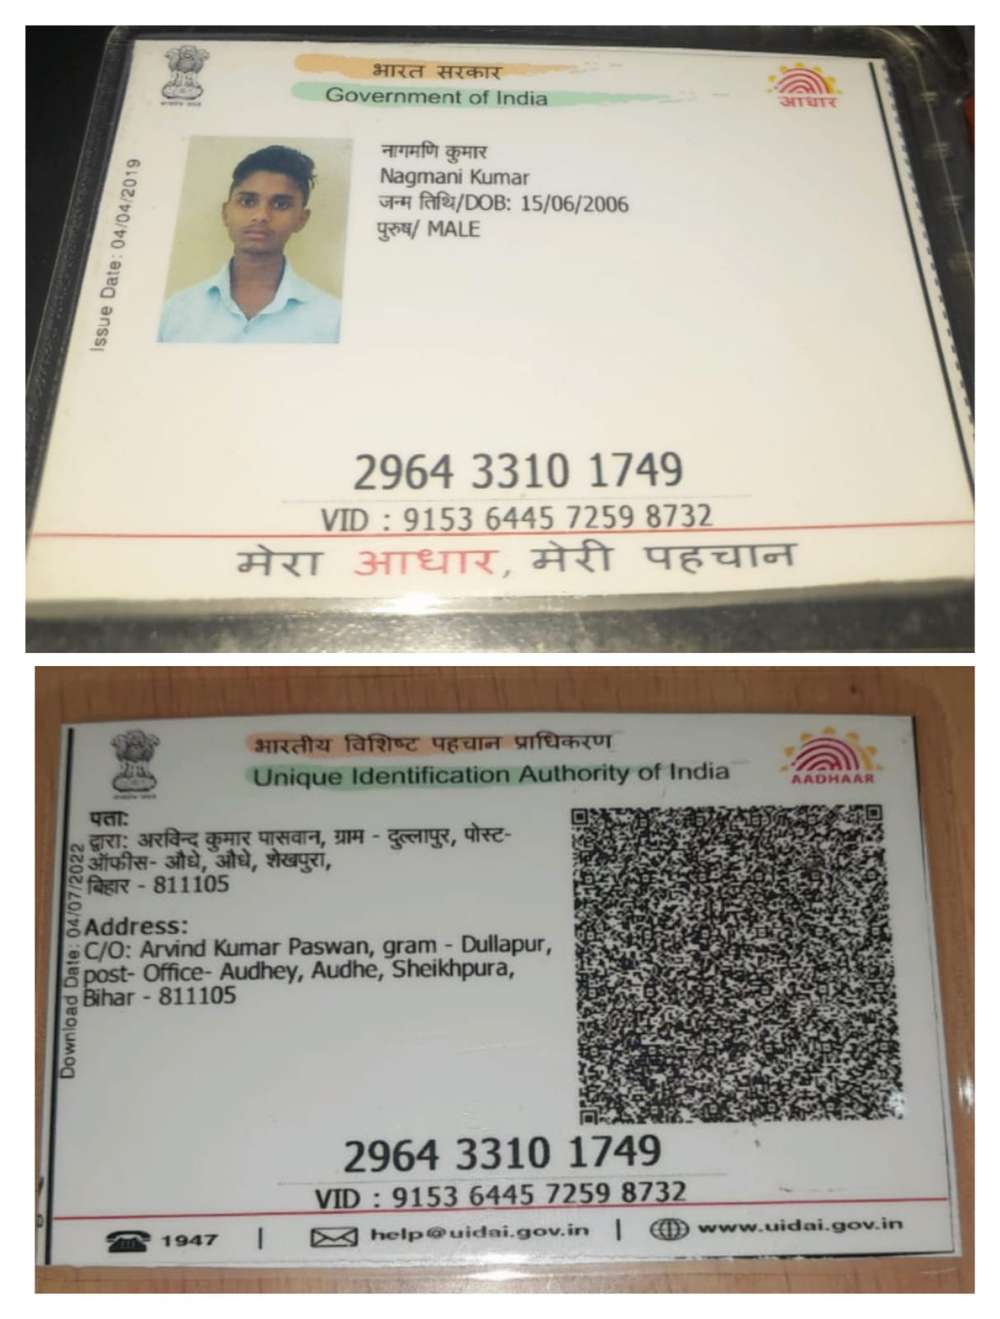 भारत सरकार
Government of India
आधार
Issue Date: 04/04/2019
नागमणि कुमार
Nagmani Kumar
जन्म तिथि/DOB: 15/06/2006
पुरुष/ MALE
2964 3310 1749
VID : 9153 6445 7259 8732
मेरा आधार, मेरी पहचान
भारतीय विशिष्ट पहचान प्राधिकरण
Unique Identification Authority of India
AADHAAR
Download Date: 04/07/2022
पता:
द्वारा: अरविन्द कुमार पासवान, ग्राम - दुल्लापुर, पोस्ट-
ऑफीस- औधे, औधे, शेखपुरा,
बिहार - 811105
Address:
C/O: Arvind Kumar Paswan, gram - Dullapur,
post- Office- Audhey, Audhe, Sheikhpura,
Bihar - 811105
2964 3310 1749
VID : 9153 6445 7259 8732
1947 | help@uidai.gov.in | www.uidai.gov.in